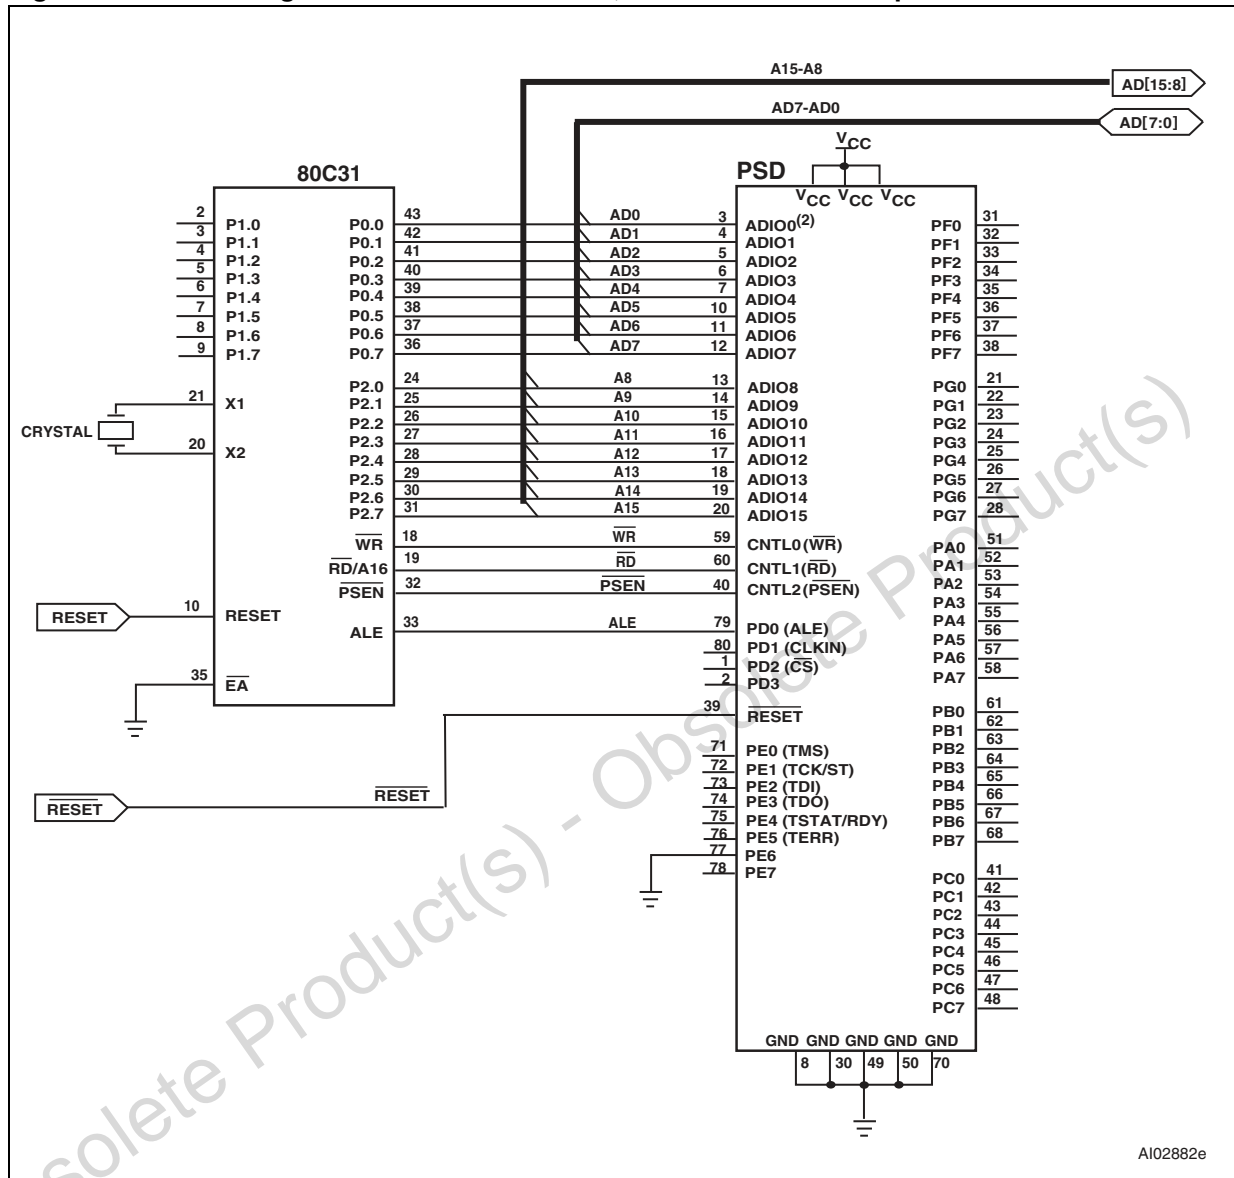 A15-A8
AD[15:8]
AD7-AD0
AD[7:0]
VCC
80C31
PSD
VCC VCC VCC
2 P1.0
3 P1.1
4 P1.2
5 P1.3
6 P1.4
7 P1.5
8 P1.6
9 P1.7
21 X1
CRYSTAL
20 X2
10 RESET
RESET
35 EA
P0.0 43 AD0 3 ADIO0(2)
P0.1 42 AD1 4 ADIO1
P0.2 41 AD2 5 ADIO2
P0.3 40 AD3 6 ADIO3
P0.4 39 AD4 7 ADIO4
P0.5 38 AD5 10 ADIO5
P0.6 37 AD6 11 ADIO6
P0.7 36 AD7 12 ADIO7
P2.0 24 A8 13 ADIO8
P2.1 25 A9 14 ADIO9
P2.2 26 A10 15 ADIO10
P2.3 27 A11 16 ADIO11
P2.4 28 A12 17 ADIO12
P2.5 29 A13 18 ADIO13
P2.6 30 A14 19 ADIO14
P2.7 31 A15 20 ADIO15
WR 18 WR 59 CNTL0(WR)
RD/A16 19 RD 60 CNTL1(RD)
PSEN 32 PSEN 40 CNTL2(PSEN)
ALE 33 ALE 79 PD0 (ALE)
80 PD1 (CLKIN)
1 PD2 (CS)
2 PD3
39 RESET
RESET
RESET
71 PE0 (TMS)
72 PE1 (TCK/ST)
73 PE2 (TDI)
74 PE3 (TDO)
75 PE4 (TSTAT/RDY)
76 PE5 (TERR)
77 PE6
78 PE7
PF0 31
PF1 32
PF2 33
PF3 34
PF4 35
PF5 36
PF6 37
PF7 38
PG0 21
PG1 22
PG2 23
PG3 24
PG4 25
PG5 26
PG6 27
PG7 28
PA0 51
PA1 52
PA2 53
PA3 54
PA4 55
PA5 56
PA6 57
PA7 58
PB0 61
PB1 62
PB2 63
PB3 64
PB4 65
PB5 66
PB6 67
PB7 68
PC0 41
PC1 42
PC2 43
PC3 44
PC4 45
PC5 46
PC6 47
PC7 48
GND GND GND GND GND
8 30 49 50 70
AI02882e
solete Product(s) - Obsolete Product(s)